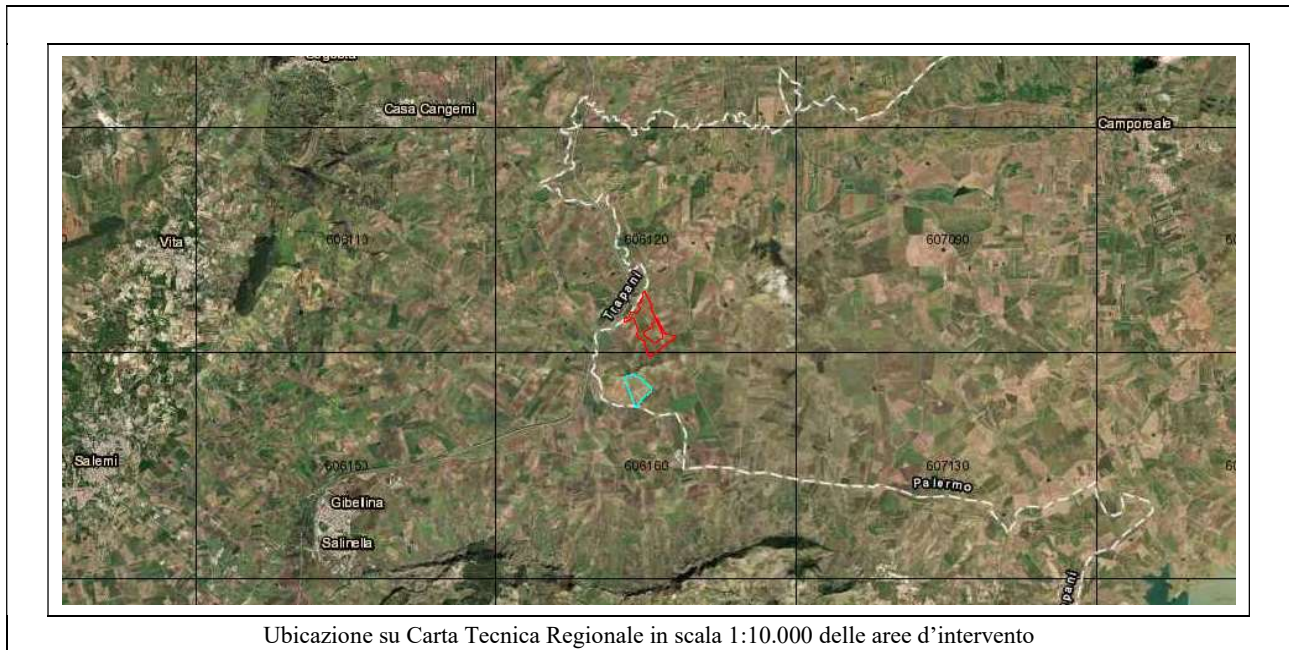 Casa Cangemi
Camporeale
606110
606120
607090
Vita
Trapani
606150
606160
607130
Salemi
Palermo
Gibellina
Salinella
Ubicazione su Carta Tecnica Regionale in scala 1:10.000 delle aree d’intervento